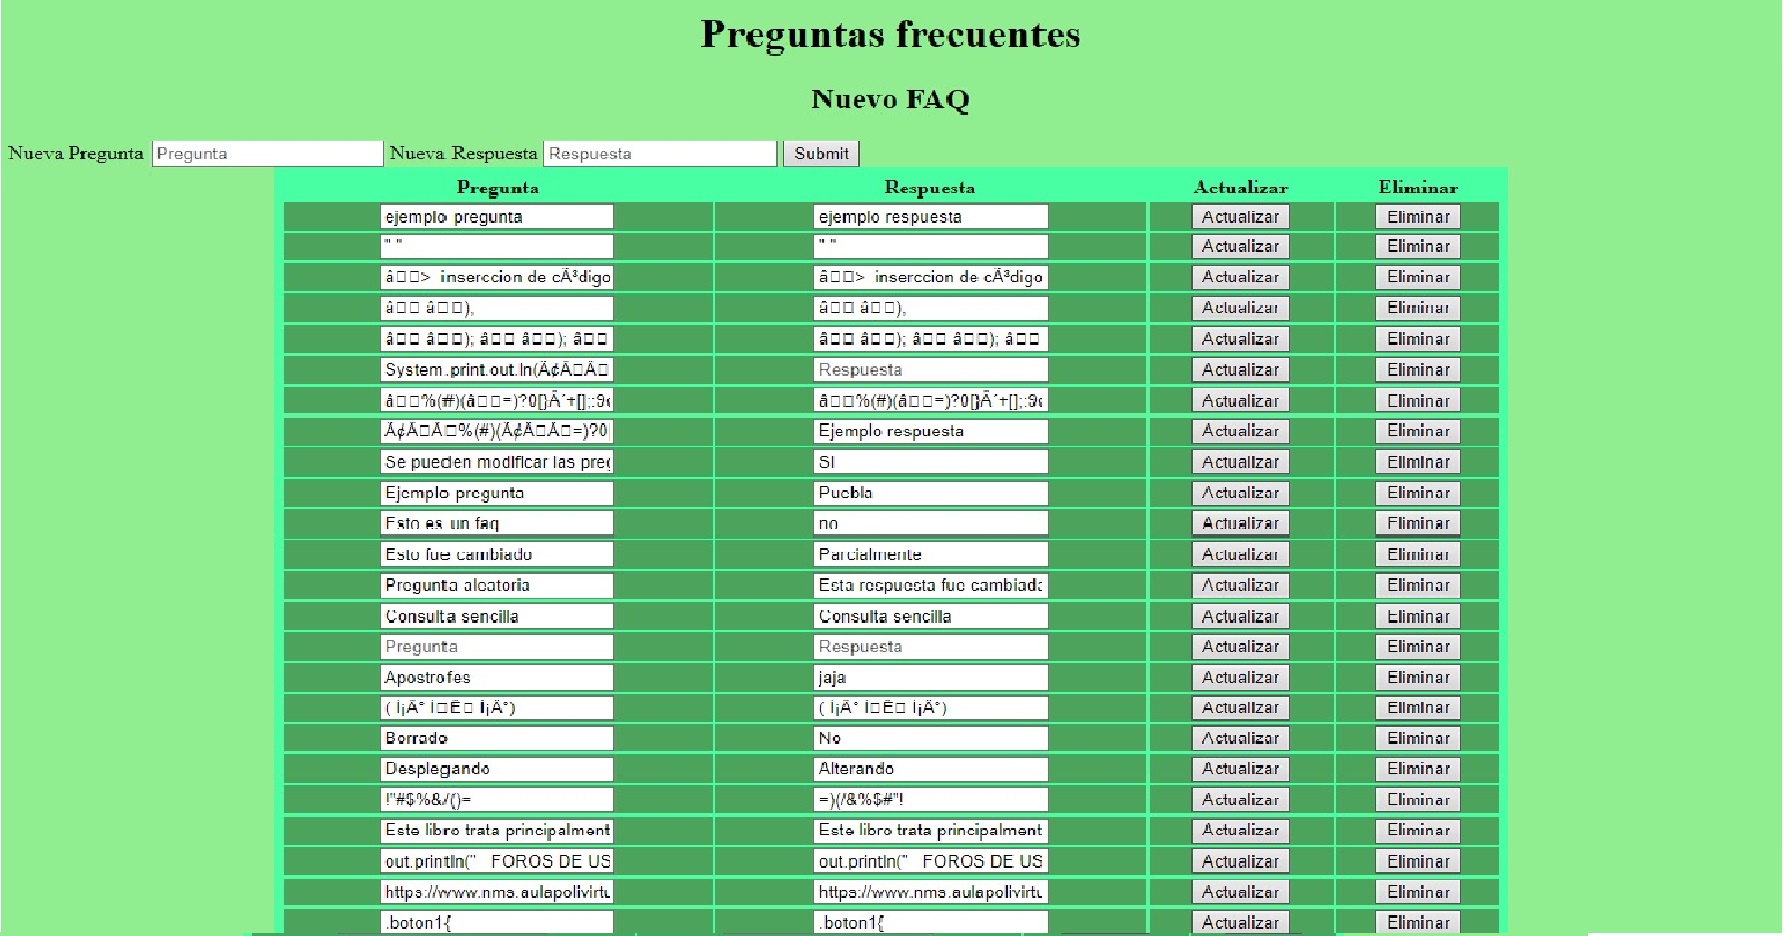 Preguntas frecuentes
Nuevo FAQ
Nueva Pregunta Pregunta Nueva Respuesta Respuesta Submit
Pregunta Respuesta Actualizar Eliminar
ejemplo pregunta ejemplo respuesta Actualizar Eliminar
" " " " Actualizar Eliminar
â□□> inserccion de cÃ³digo â□□> inserccion de cÃ³digo Actualizar Eliminar
â□□ â□□), â□□ â□□), Actualizar Eliminar
â□□ â□□); â□□ â□□); â□□ â□□ â□□); â□□ â□□); â□□ Actualizar Eliminar
System.print.out.ln(Ã¢Â□Â□ Respuesta Actualizar Eliminar
â□□%(#)(â□□=)?0[}Â´+[];:9 â□□%(#)(â□□=)?0[}Â´+[];:9 Actualizar Eliminar
Ã¢Â□Â□%(#)(Ã¢Â□Â□=)?0 Ejemplo respuesta Actualizar Eliminar
Se pueden modificar las pre SI Actualizar Eliminar
Ejemplo pregunta Puebla Actualizar Eliminar
Esto es un faq no Actualizar Eliminar
Esto fue cambiado Parcialmente Actualizar Eliminar
Pregunta aleatoria Esta respuesta fue cambiada Actualizar Eliminar
Consulta sencilla Consulta sencilla Actualizar Eliminar
Pregunta Respuesta Actualizar Eliminar
Apostrofes jaja Actualizar Eliminar
( Í¡Â° Í□Ê□ Í¡Â°) ( Í¡Â° Í□Ê□ Í¡Â°) Actualizar Eliminar
Borrado No Actualizar Eliminar
Desplegando Alterando Actualizar Eliminar
!"#$%&/()= =)(/&%$#"! Actualizar Eliminar
Este libro trata principalment Este libro trata principalment Actualizar Eliminar
out.println(" FOROS DE US out.println(" FOROS DE US Actualizar Eliminar
https://www.nms.aulapolivirtu https://www.nms.aulapolivirtu Actualizar Eliminar
.boton1{ .boton1{ Actualizar Eliminar